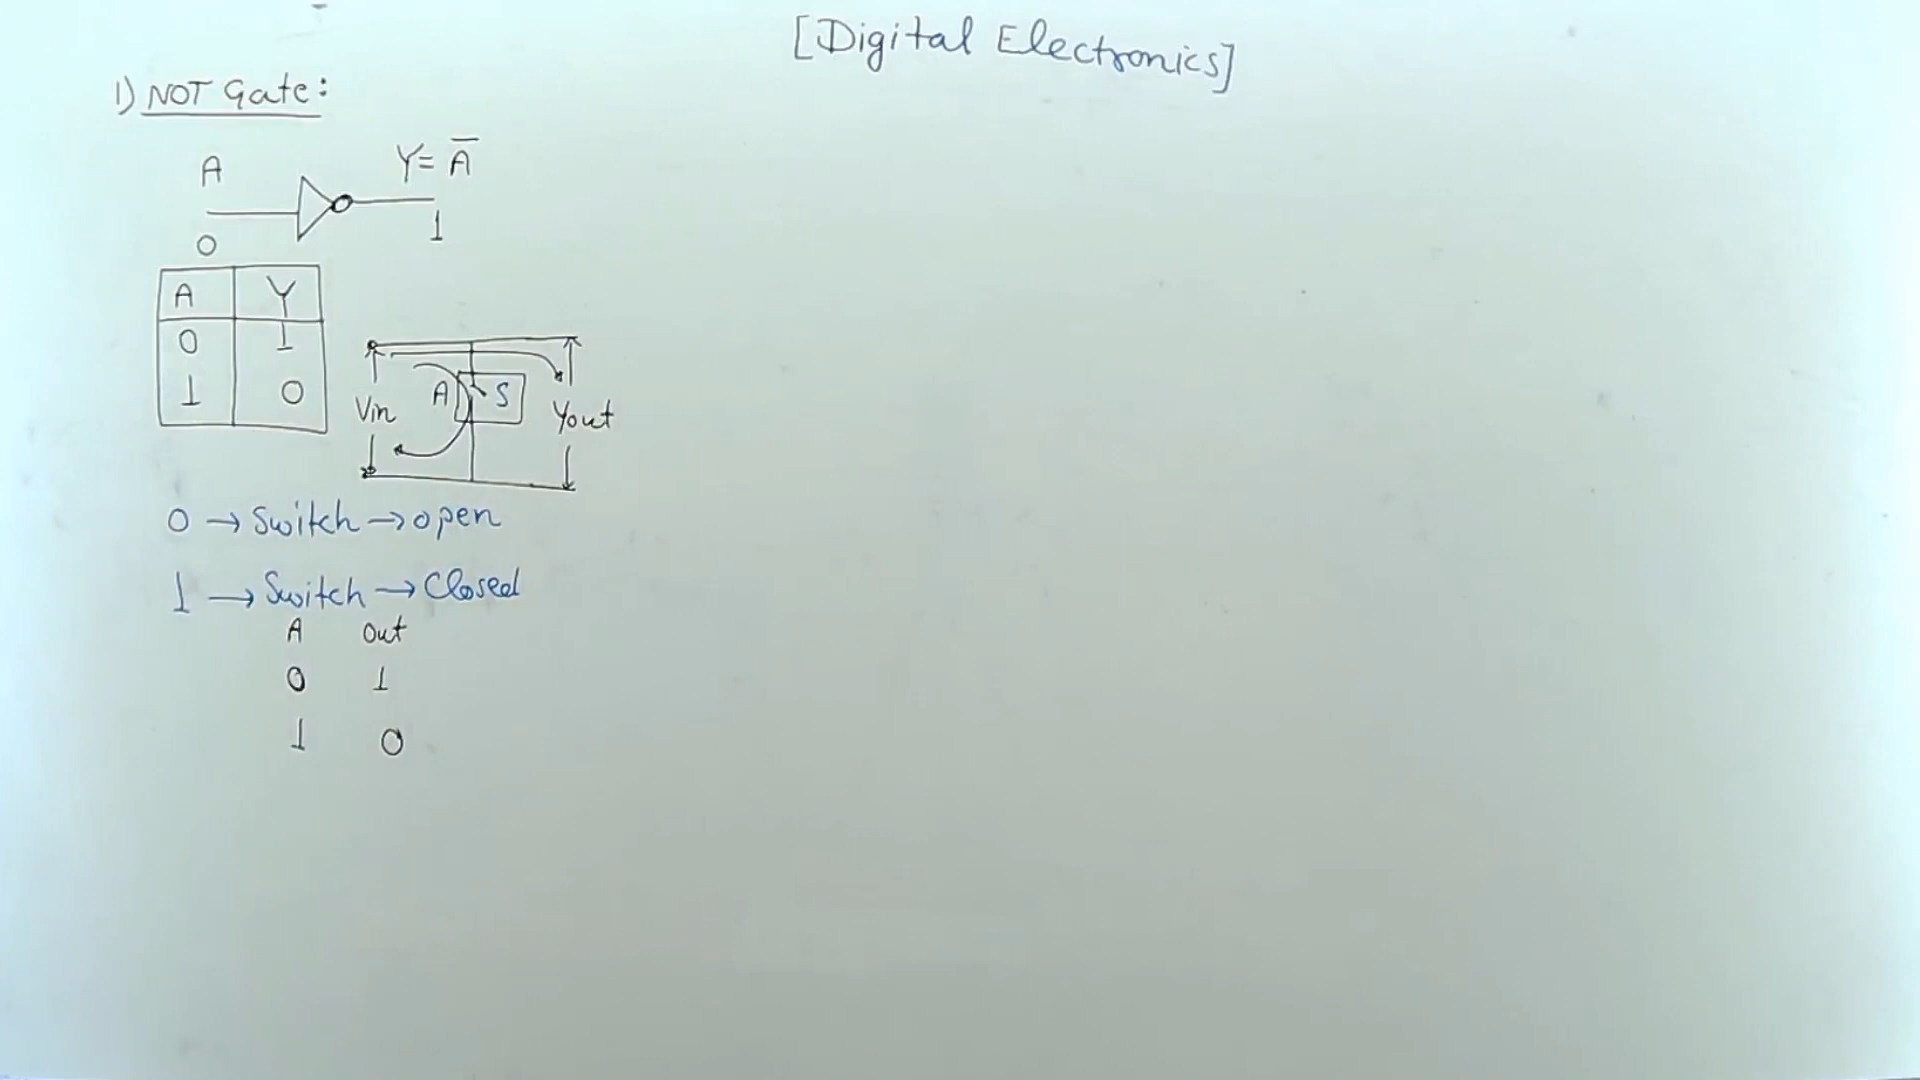 [Digital Electronics]
1) NOT Gate:
A
Y = A̅
0
1
A Y
0 1
1 0
Vin
A
S
Yout
0 → Switch → open
1 → Switch → Closed
A Out
0 1
1 0